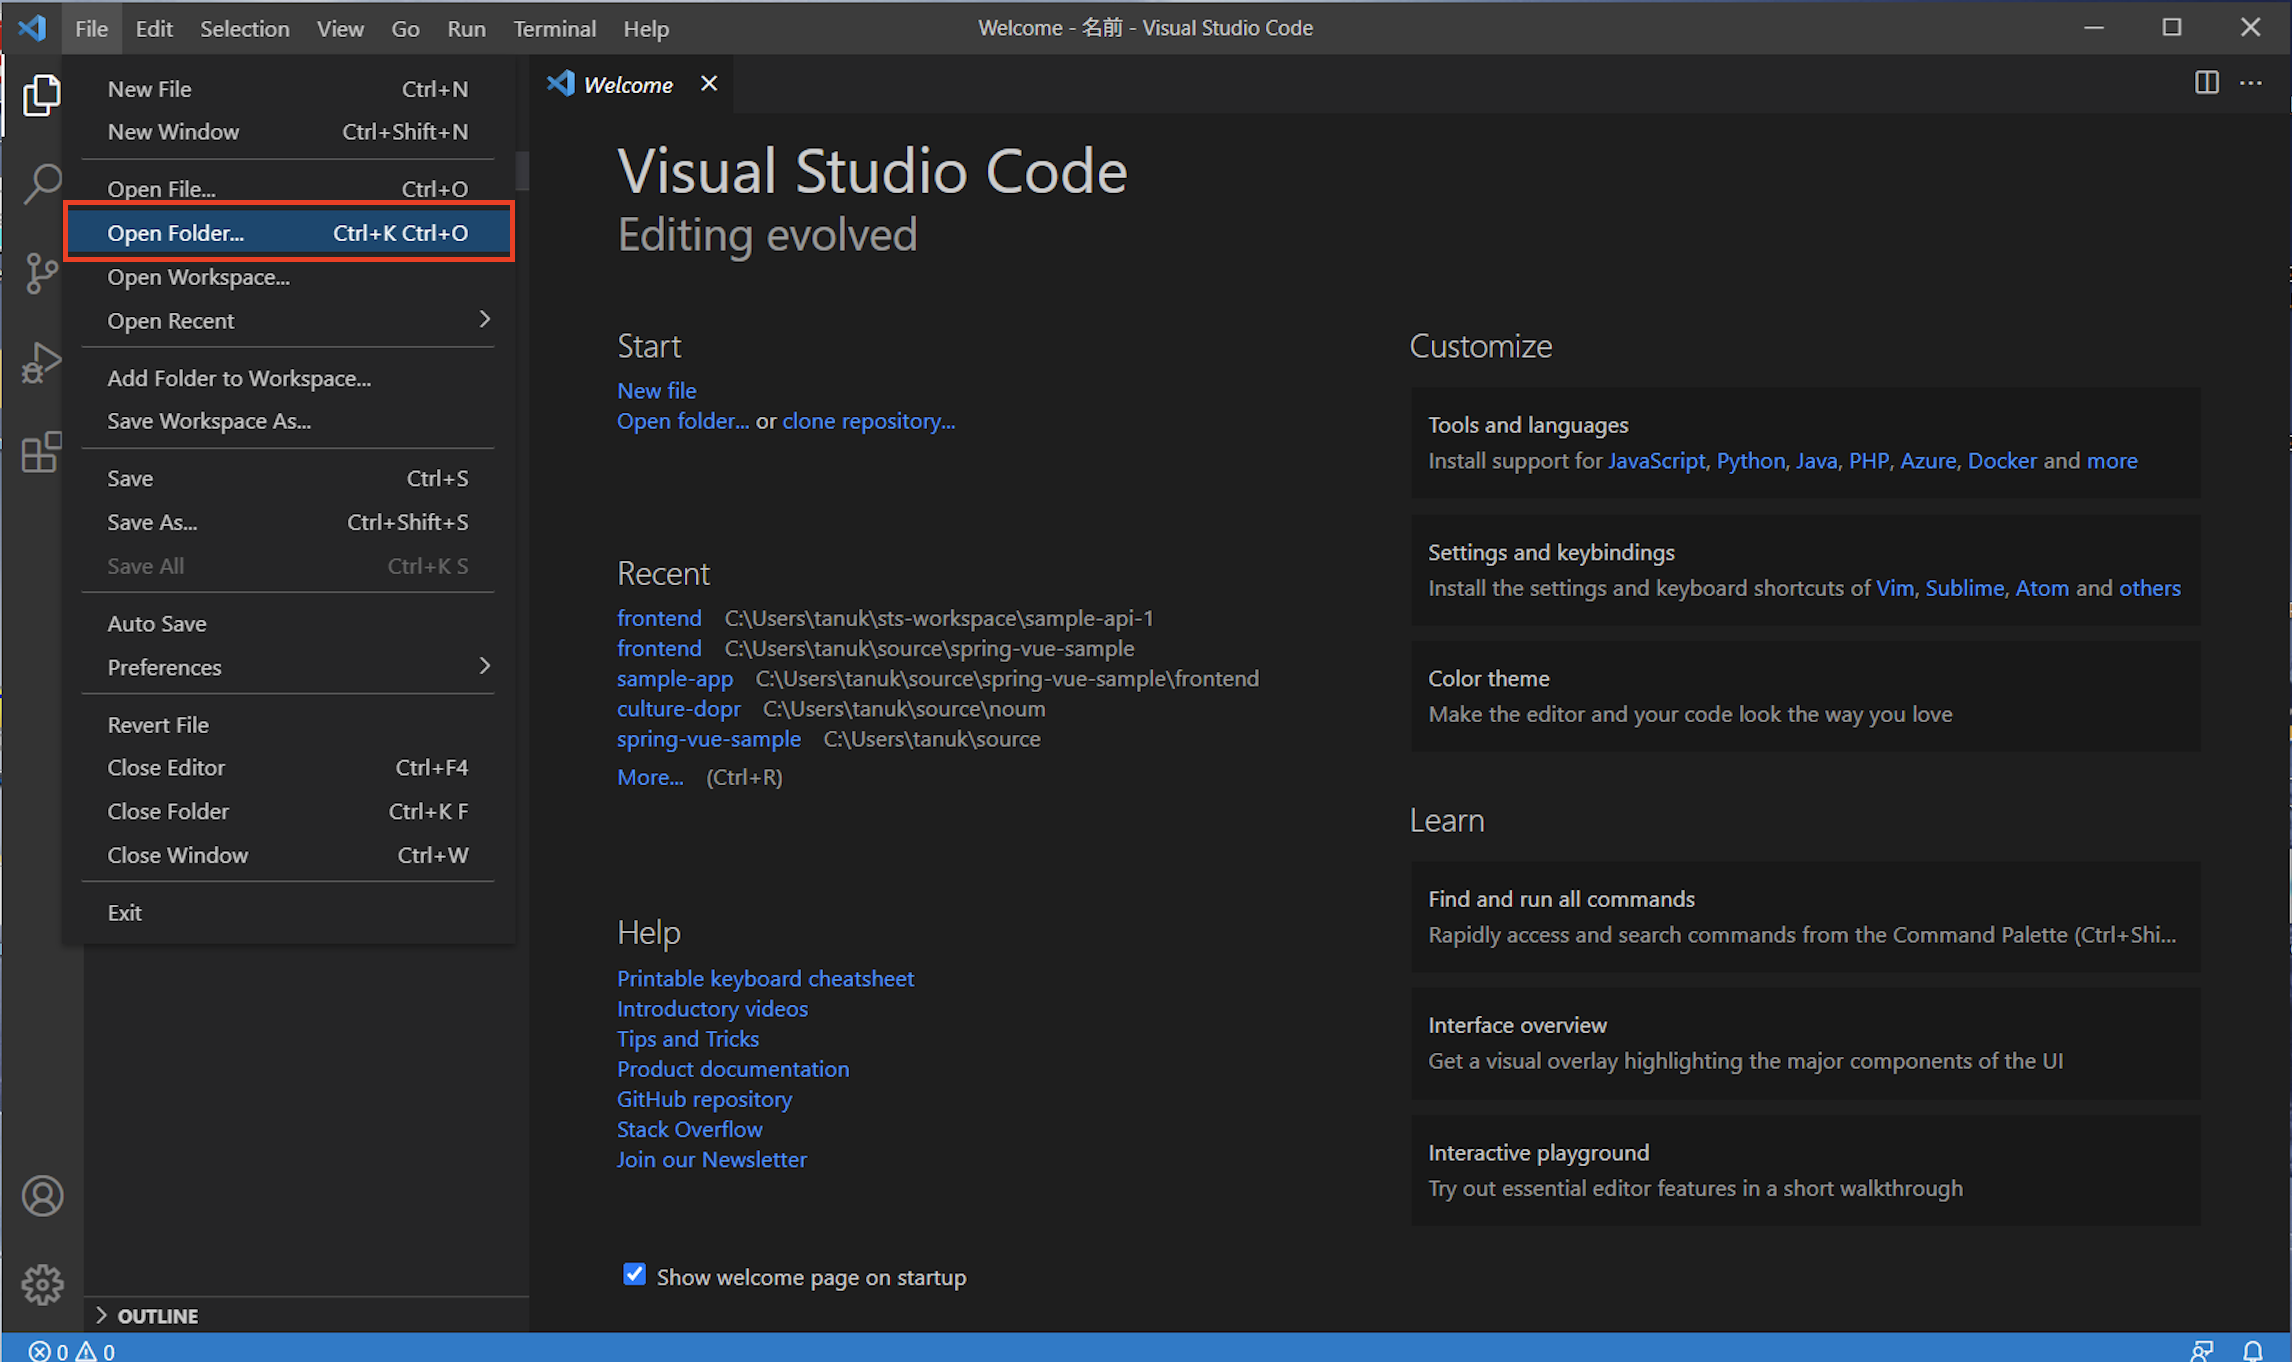 File Edit Selection View Go Run Terminal Help
Welcome - 名前 - Visual Studio Code
New File Ctrl+N
New Window Ctrl+Shift+N
Open File... Ctrl+O
Open Folder... Ctrl+K Ctrl+O
Open Workspace...
Open Recent
Add Folder to Workspace...
Save Workspace As...
Save Ctrl+S
Save As... Ctrl+Shift+S
Save All Ctrl+K S
Auto Save
Preferences
Revert File
Close Editor Ctrl+F4
Close Folder Ctrl+K F
Close Window Ctrl+W
Exit
OUTLINE
Welcome
Visual Studio Code
Editing evolved
Start
New file
Open folder... or clone repository...
Recent
frontend C:\Users\tanuk\sts-workspace\sample-api-1
frontend C:\Users\tanuk\source\spring-vue-sample
sample-app C:\Users\tanuk\source\spring-vue-sample\frontend
culture-dopr C:\Users\tanuk\source\noum
spring-vue-sample C:\Users\tanuk\source
More... (Ctrl+R)
Help
Printable keyboard cheatsheet
Introductory videos
Tips and Tricks
Product documentation
GitHub repository
Stack Overflow
Join our Newsletter
Show welcome page on startup
Customize
Tools and languages
Install support for JavaScript, Python, Java, PHP, Azure, Docker and more
Settings and keybindings
Install the settings and keyboard shortcuts of Vim, Sublime, Atom and others
Color theme
Make the editor and your code look the way you love
Learn
Find and run all commands
Rapidly access and search commands from the Command Palette (Ctrl+Shi...
Interface overview
Get a visual overlay highlighting the major components of the UI
Interactive playground
Try out essential editor features in a short walkthrough
0 0